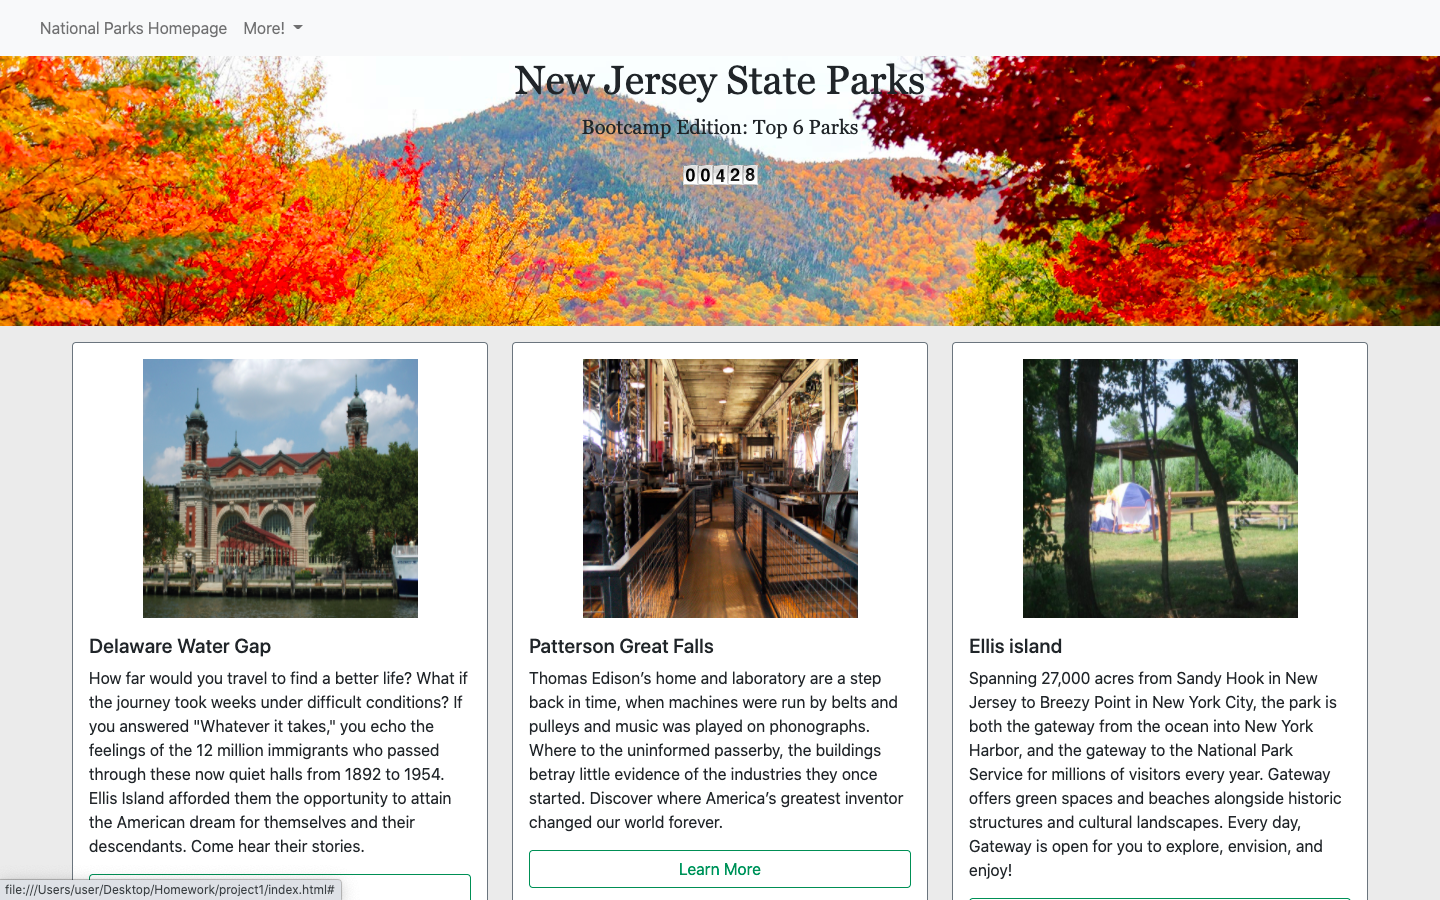 National Parks Homepage More!
New Jersey State Parks
Bootcamp Edition: Top 6 Parks
00428
Delaware Water Gap
How far would you travel to find a better life? What if
the journey took weeks under difficult conditions? If
you answered "Whatever it takes," you echo the
feelings of the 12 million immigrants who passed
through these now quiet halls from 1892 to 1954.
Ellis Island afforded them the opportunity to attain
the American dream for themselves and their
descendants. Come hear their stories.
Patterson Great Falls
Thomas Edison’s home and laboratory are a step
back in time, when machines were run by belts and
pulleys and music was played on phonographs.
Where to the uninformed passerby, the buildings
betray little evidence of the industries they once
started. Discover where America’s greatest inventor
changed our world forever.
Learn More
Ellis island
Spanning 27,000 acres from Sandy Hook in New
Jersey to Breezy Point in New York City, the park is
both the gateway from the ocean into New York
Harbor, and the gateway to the National Park
Service for millions of visitors every year. Gateway
offers green spaces and beaches alongside historic
structures and cultural landscapes. Every day,
Gateway is open for you to explore, envision, and
enjoy!
file:///Users/user/Desktop/Homework/project1/index.html#